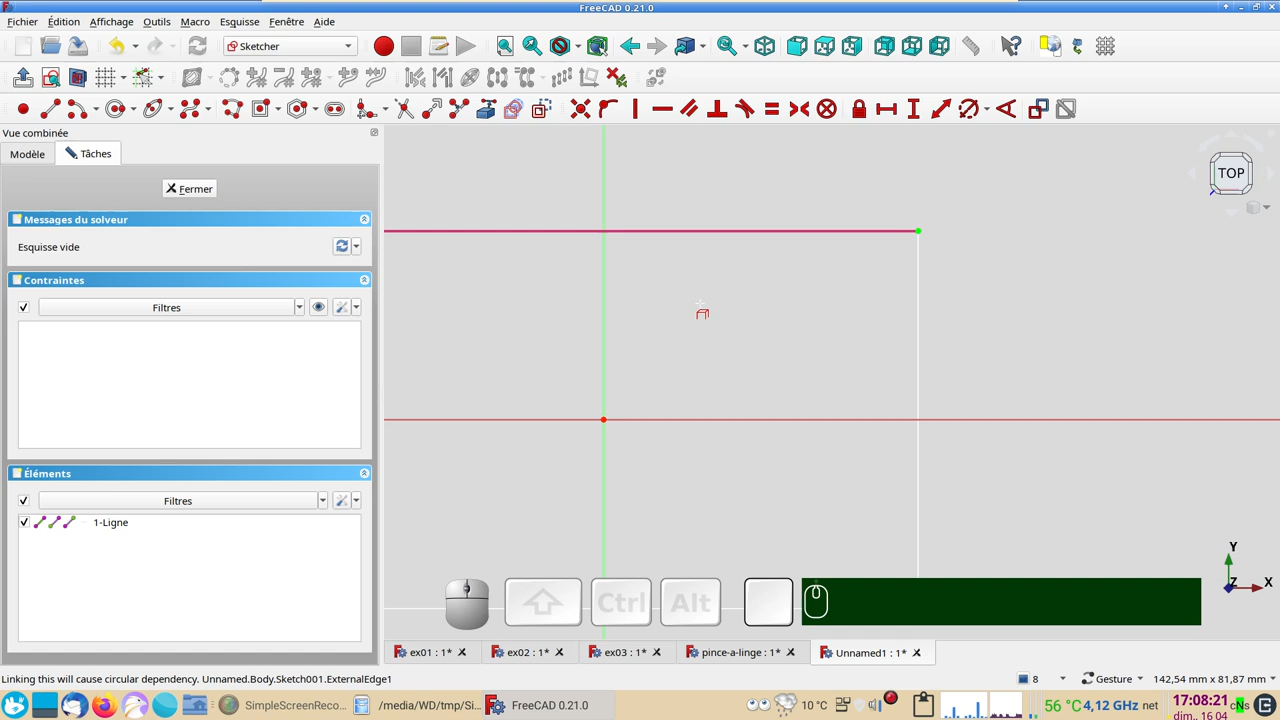 FreeCAD 0.21.0
Fichier Édition Affichage Outils Macro Esquisse Fenêtre Aide
Sketcher
Vue combinée
Modèle Tâches
Fermer
TOP
Messages du solveur
Esquisse vide
Contraintes
Filtres
Éléments
Filtres
1-Ligne
Y
Z X
Ctrl Alt
ex01 : 1* ex02 : 1* ex03 : 1* pince-a-linge : 1* Unnamed1 : 1*
Linking this will cause circular dependency. Unnamed.Body.Sketch001.ExternalEdge1 8 Gesture 142,54 mm x 81,87 mm
SimpleScreenReco... /media/WD/tmp/Si... FreeCAD 0.21.0 10 °C 56 °C 4,12 GHz net 17:08:21 cNs
dim., 16.04